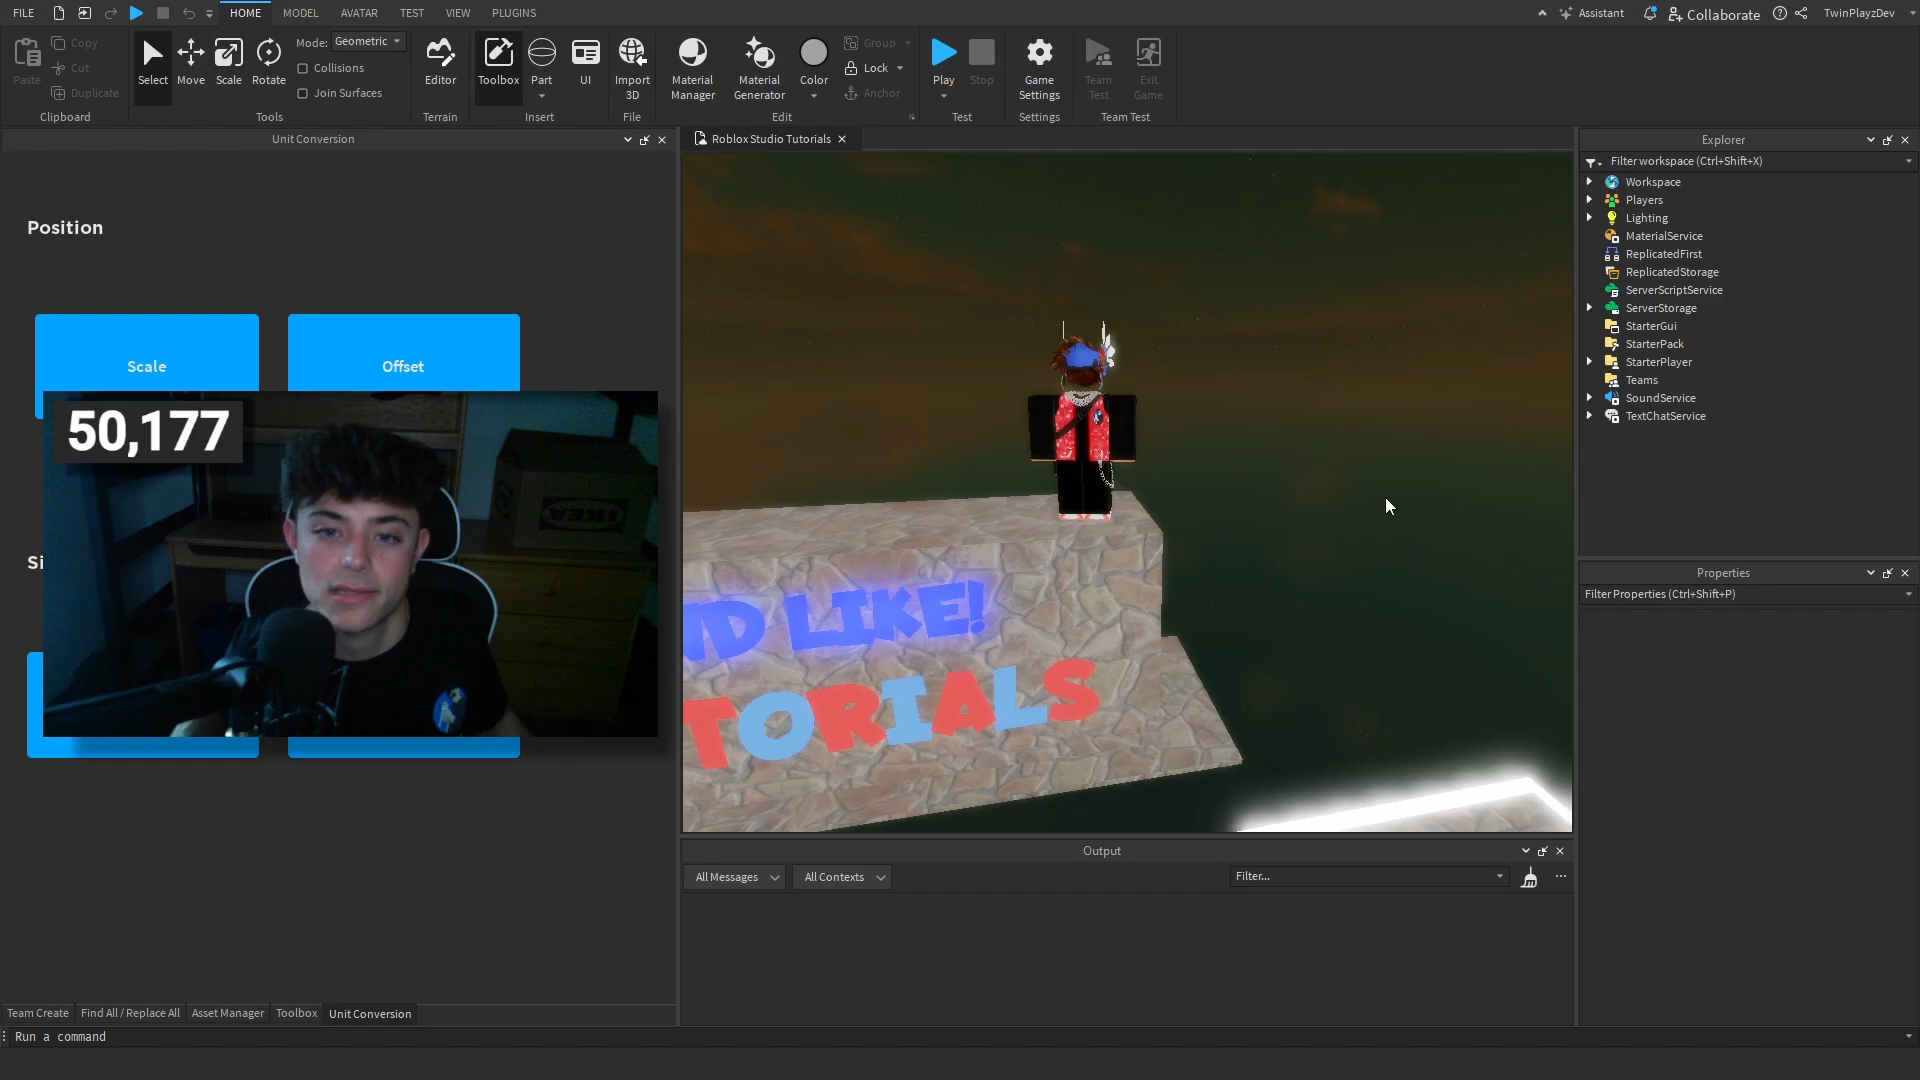 FILE HOME MODEL AVATAR TEST VIEW PLUGINS Assistant Collaborate TwinPlayzDev
Paste Copy Cut Duplicate
Clipboard
Select Move Scale Rotate
Mode: Geometric
Collisions
Join Surfaces
Tools
Editor
Terrain
Toolbox Part UI
Insert
Import 3D
File
Material Manager Material Generator Color Group Lock Anchor
Edit
Play Stop
Test
Game Settings
Settings
Team Test Exit Game
Team Test
Unit Conversion
Position
Scale Offset
50,177
Si
IKEA
Roblox Studio Tutorials
ND LIKE!
TORIALS
Output
All Messages All Contexts Filter...
Explorer
Filter workspace (Ctrl+Shift+X)
Workspace
Players
Lighting
MaterialService
ReplicatedFirst
ReplicatedStorage
ServerScriptService
ServerStorage
StarterGui
StarterPack
StarterPlayer
Teams
SoundService
TextChatService
Properties
Filter Properties (Ctrl+Shift+P)
Team Create Find All / Replace All Asset Manager Toolbox Unit Conversion
Run a command